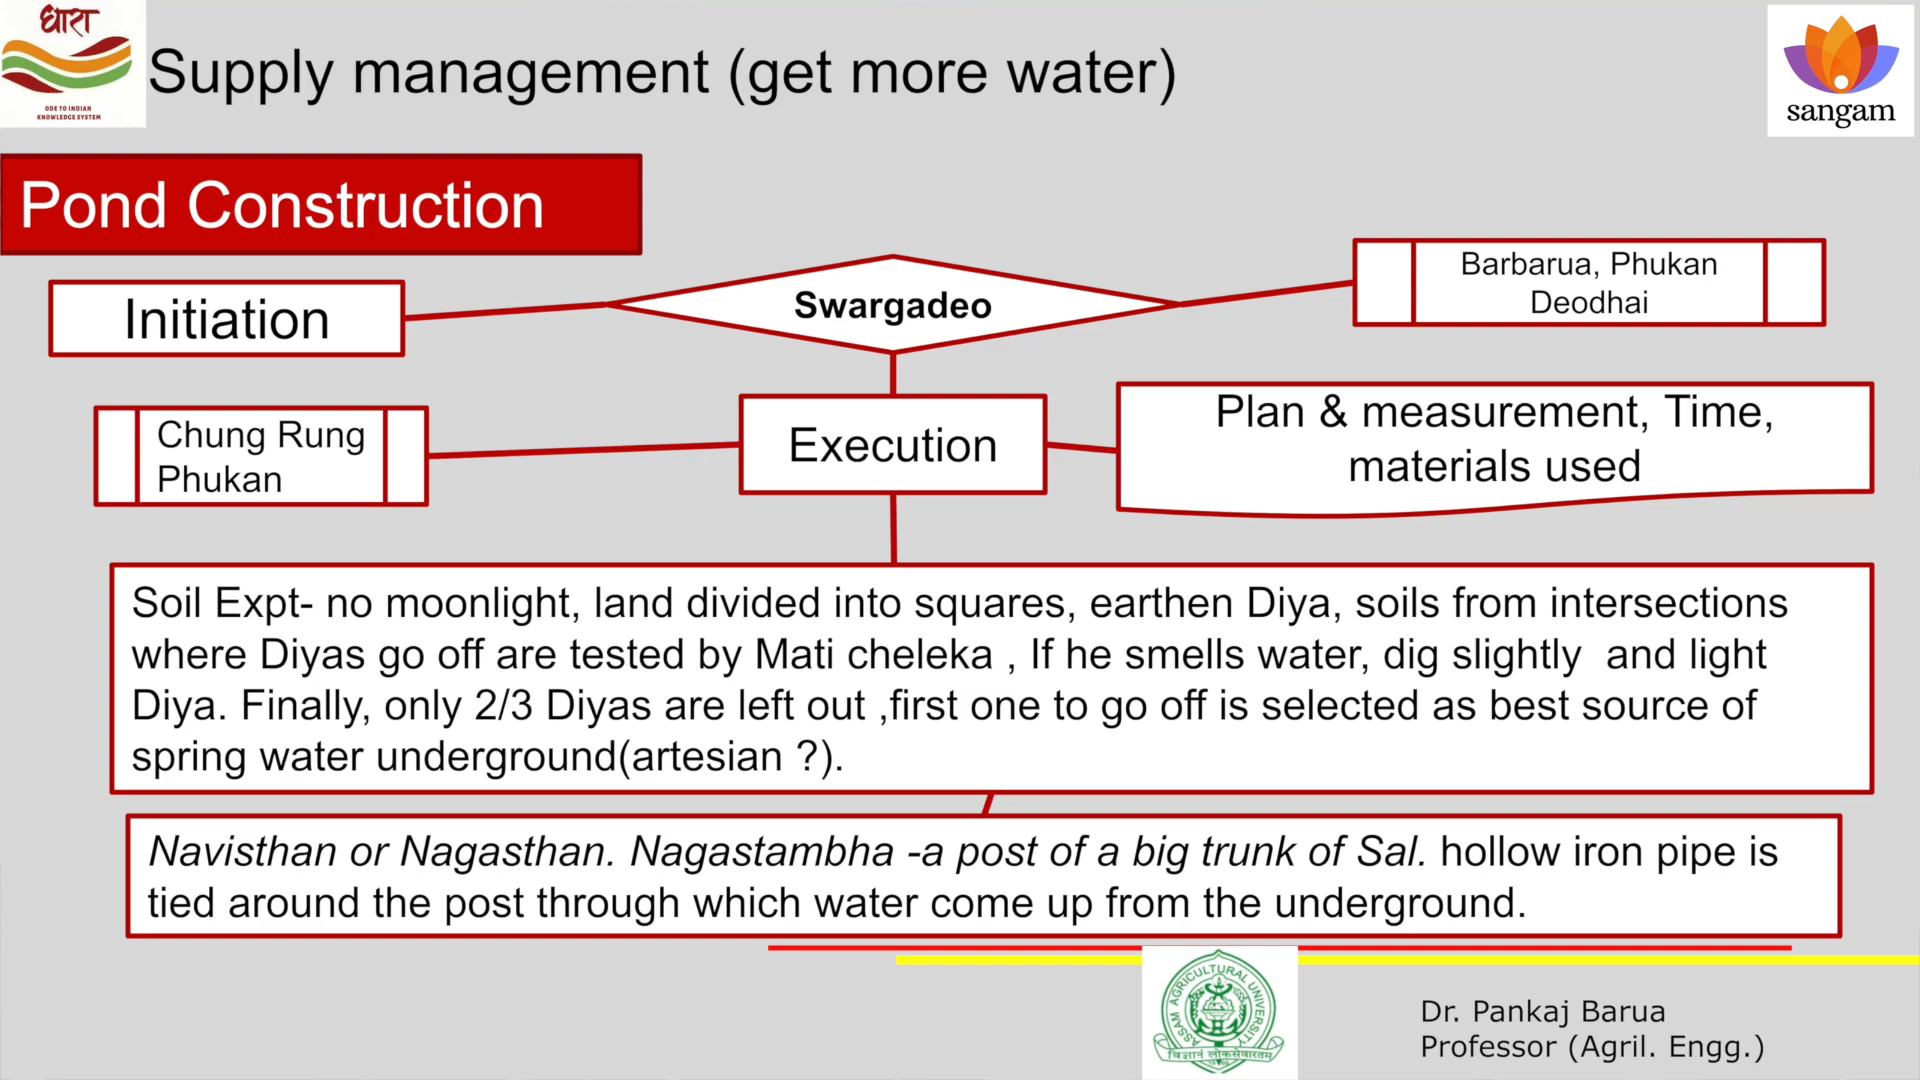 धारा
ODE TO INDIAN
KNOWLEDGE SYSTEM
Supply management (get more water)
sangam
Pond Construction
Initiation
Swargadeo
Barbarua, Phukan
Deodhai
Chung Rung
Phukan
Execution
Plan & measurement, Time,
materials used
Soil Expt- no moonlight, land divided into squares, earthen Diya, soils from intersections
where Diyas go off are tested by Mati cheleka , If he smells water, dig slightly  and light
Diya. Finally, only 2/3 Diyas are left out ,first one to go off is selected as best source of
spring water underground(artesian ?).
Navisthan or Nagasthan. Nagastambha -a post of a big trunk of Sal. hollow iron pipe is
tied around the post through which water come up from the underground.
ASSAM AGRICULTURAL UNIVERSITY
विज्ञानं लोकसेवारतम्
Dr. Pankaj Barua
Professor (Agril. Engg.)